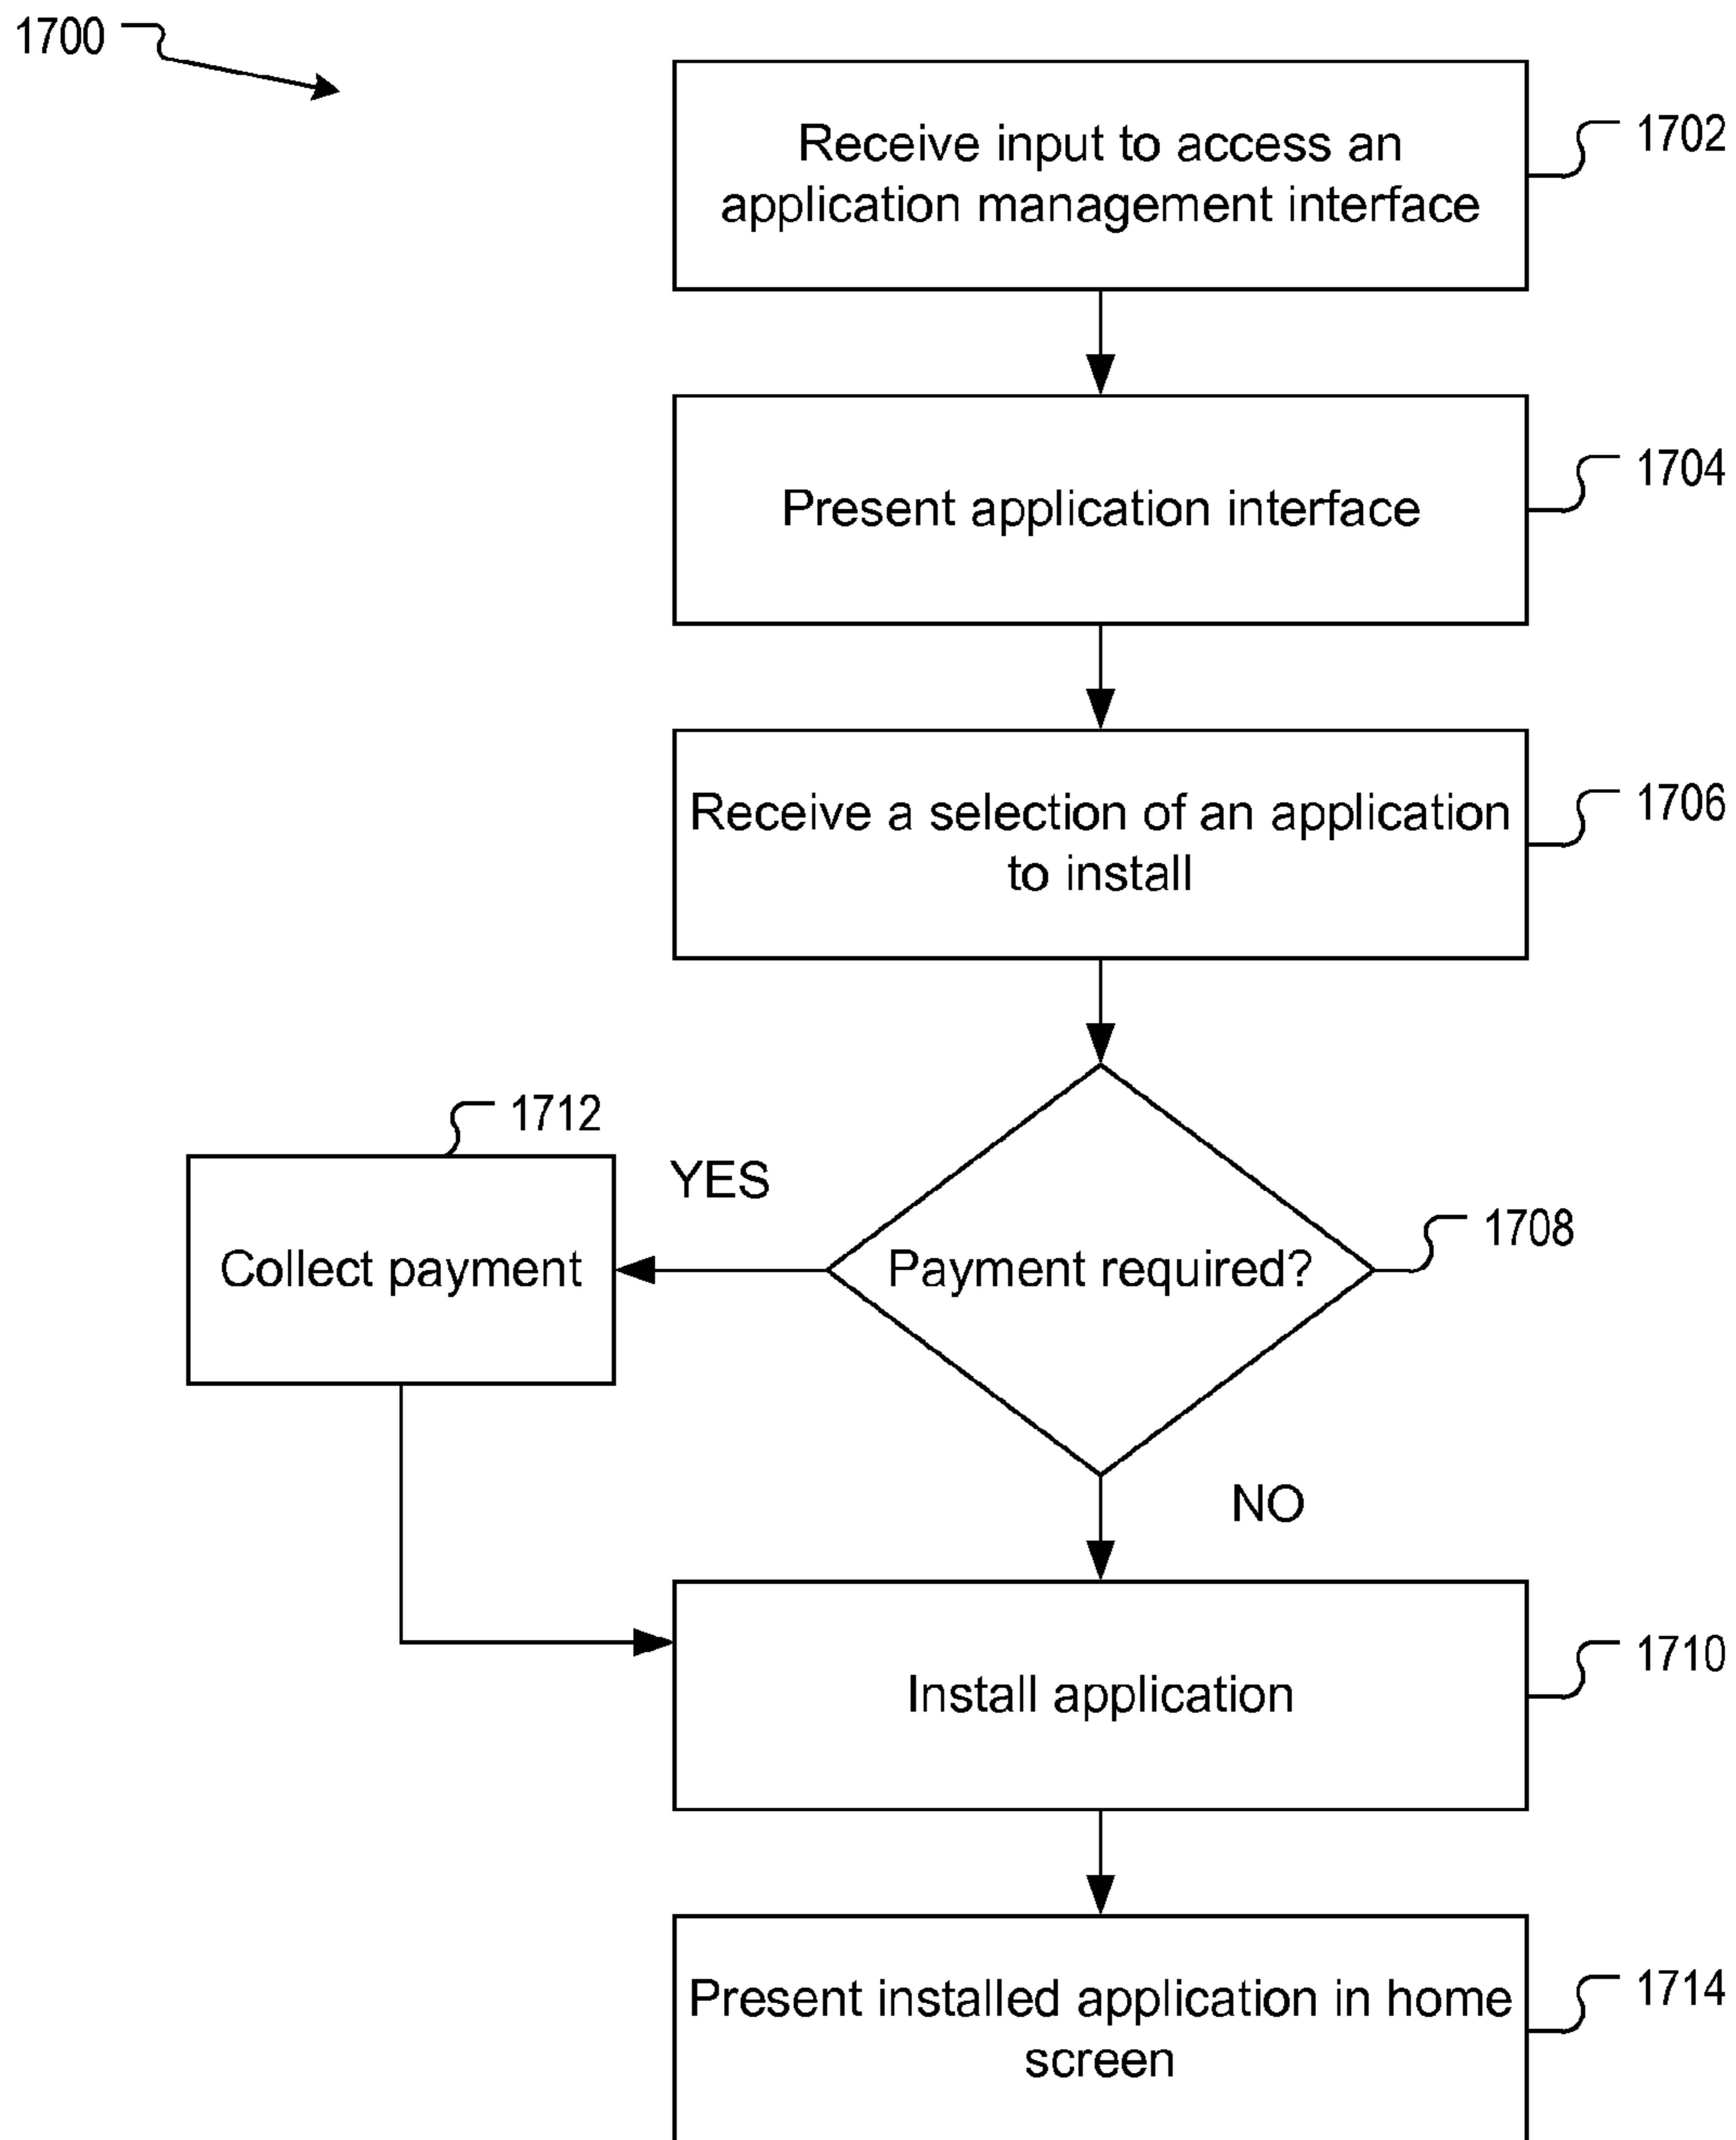 1700
Receive input to access an
application management interface
1702
Present application interface
1704
Receive a selection of an application
to install
1706
1712
YES
Collect payment
Payment required?
1708
NO
Install application
1710
Present installed application in home
screen
1714